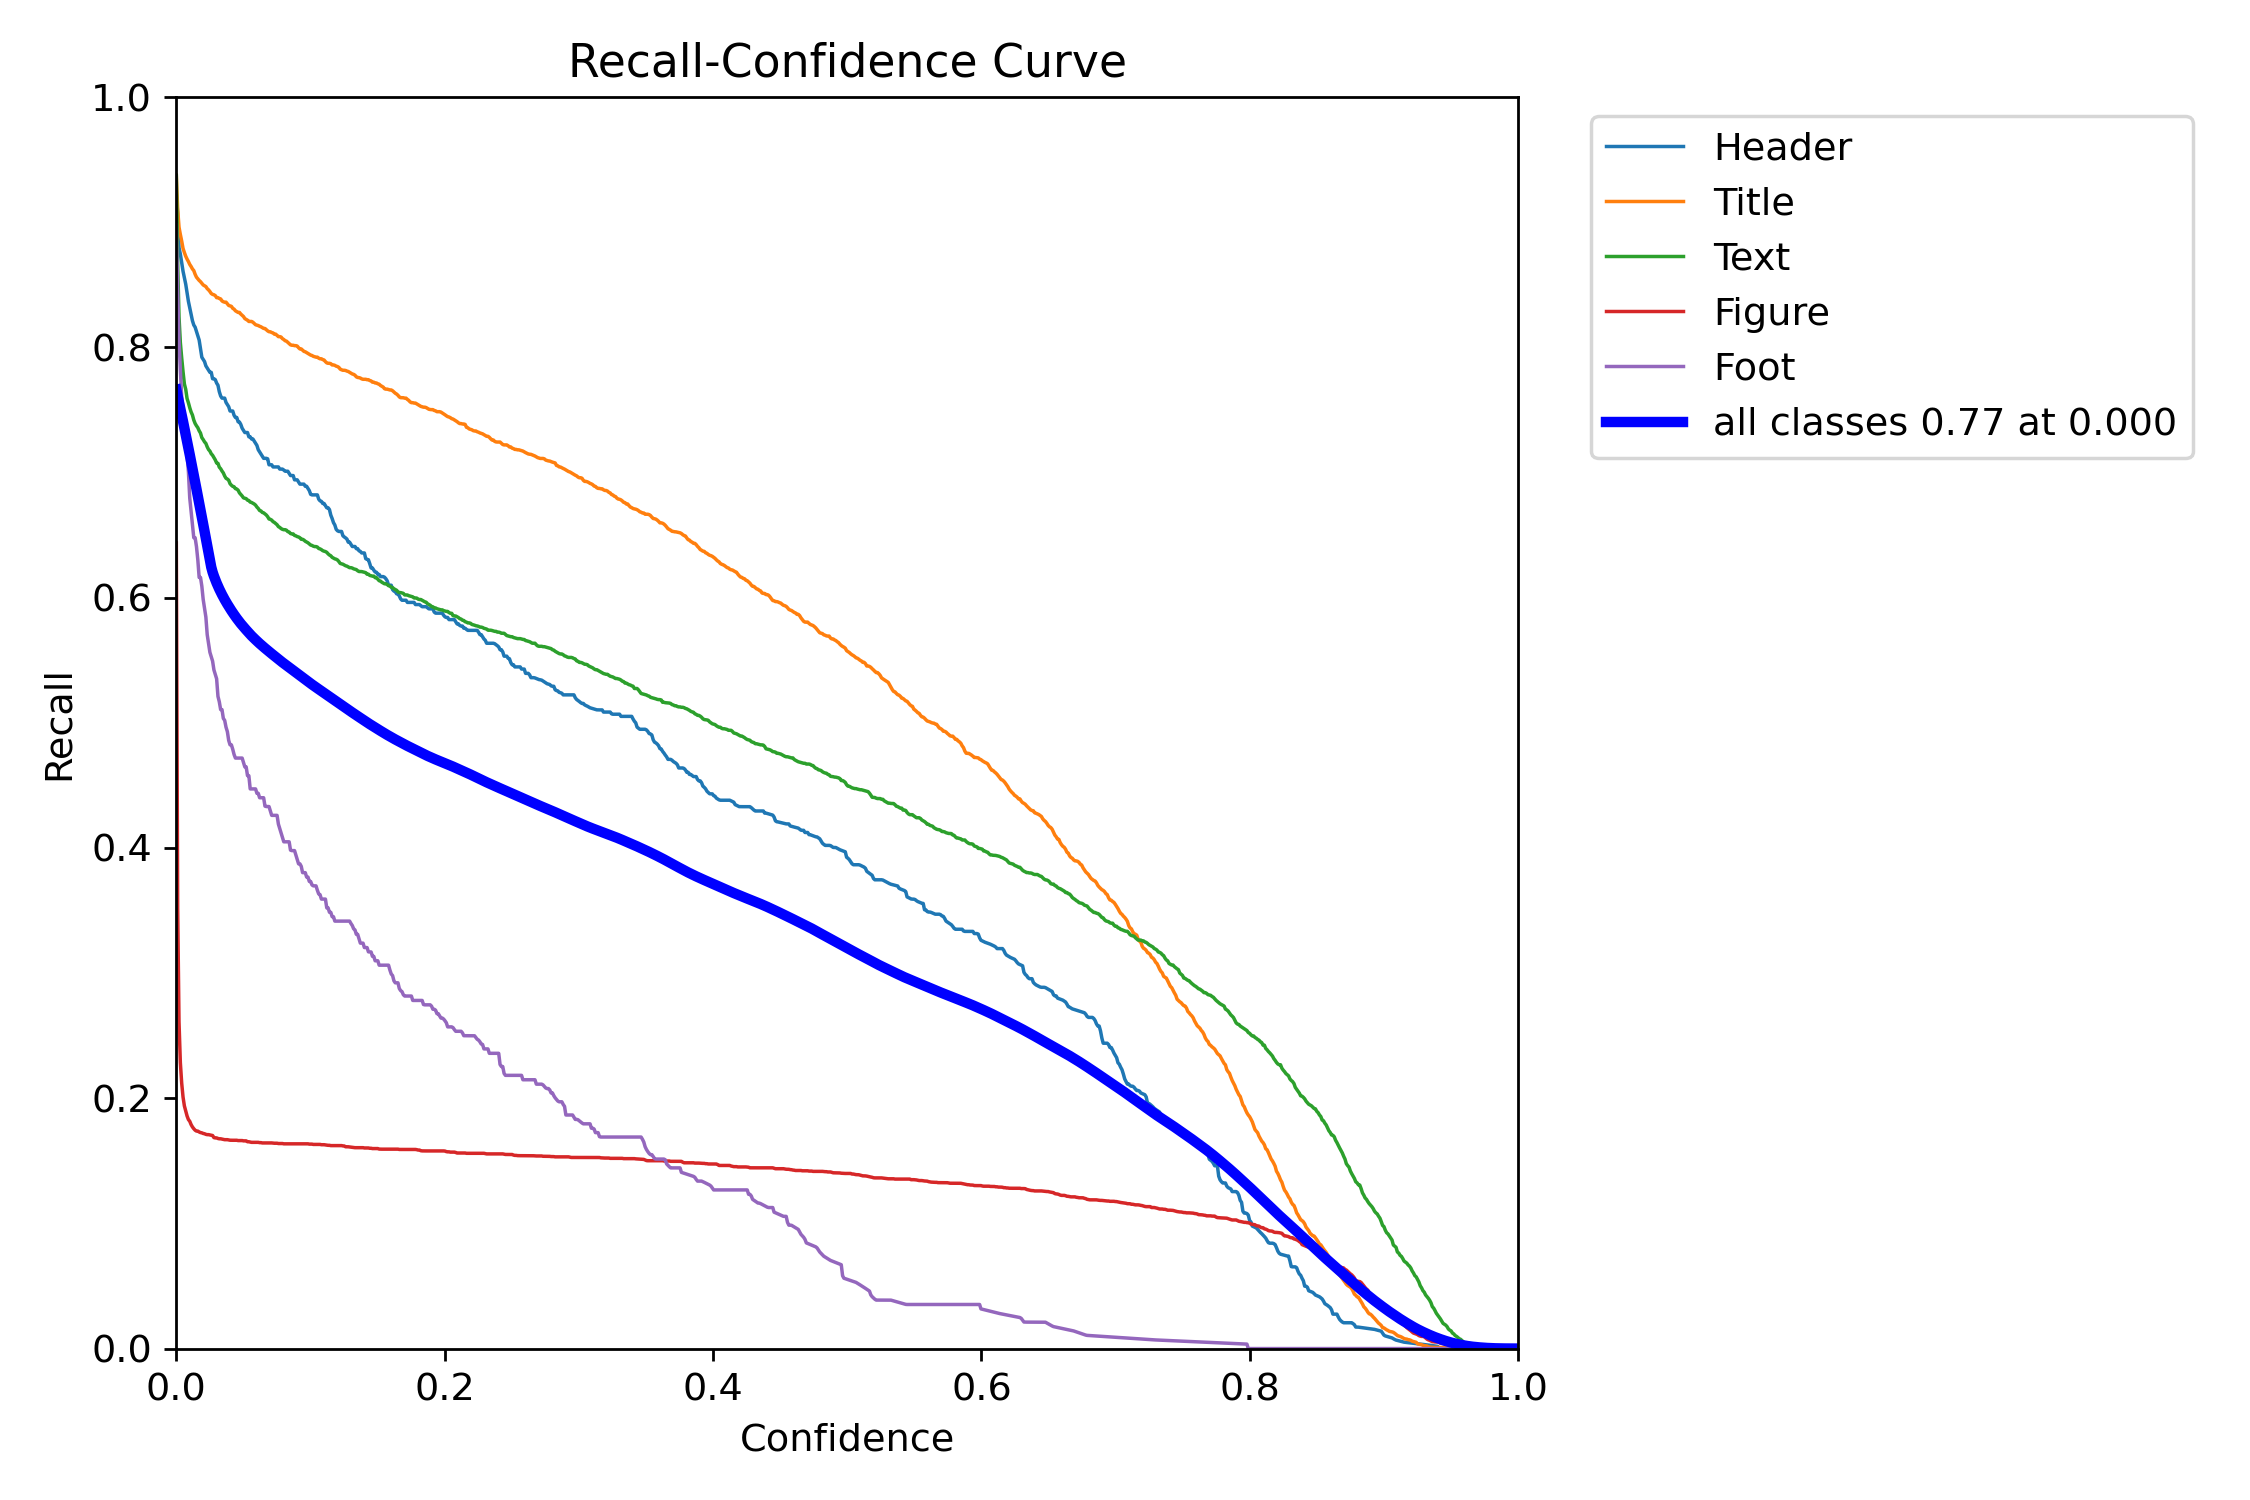 Recall-Confidence Curve
1.0
0.8
0.6
0.4
0.2
0.0
Recall
0.0 0.2 0.4 0.6 0.8 1.0
Confidence
Header
Title
Text
Figure
Foot
all classes 0.77 at 0.000